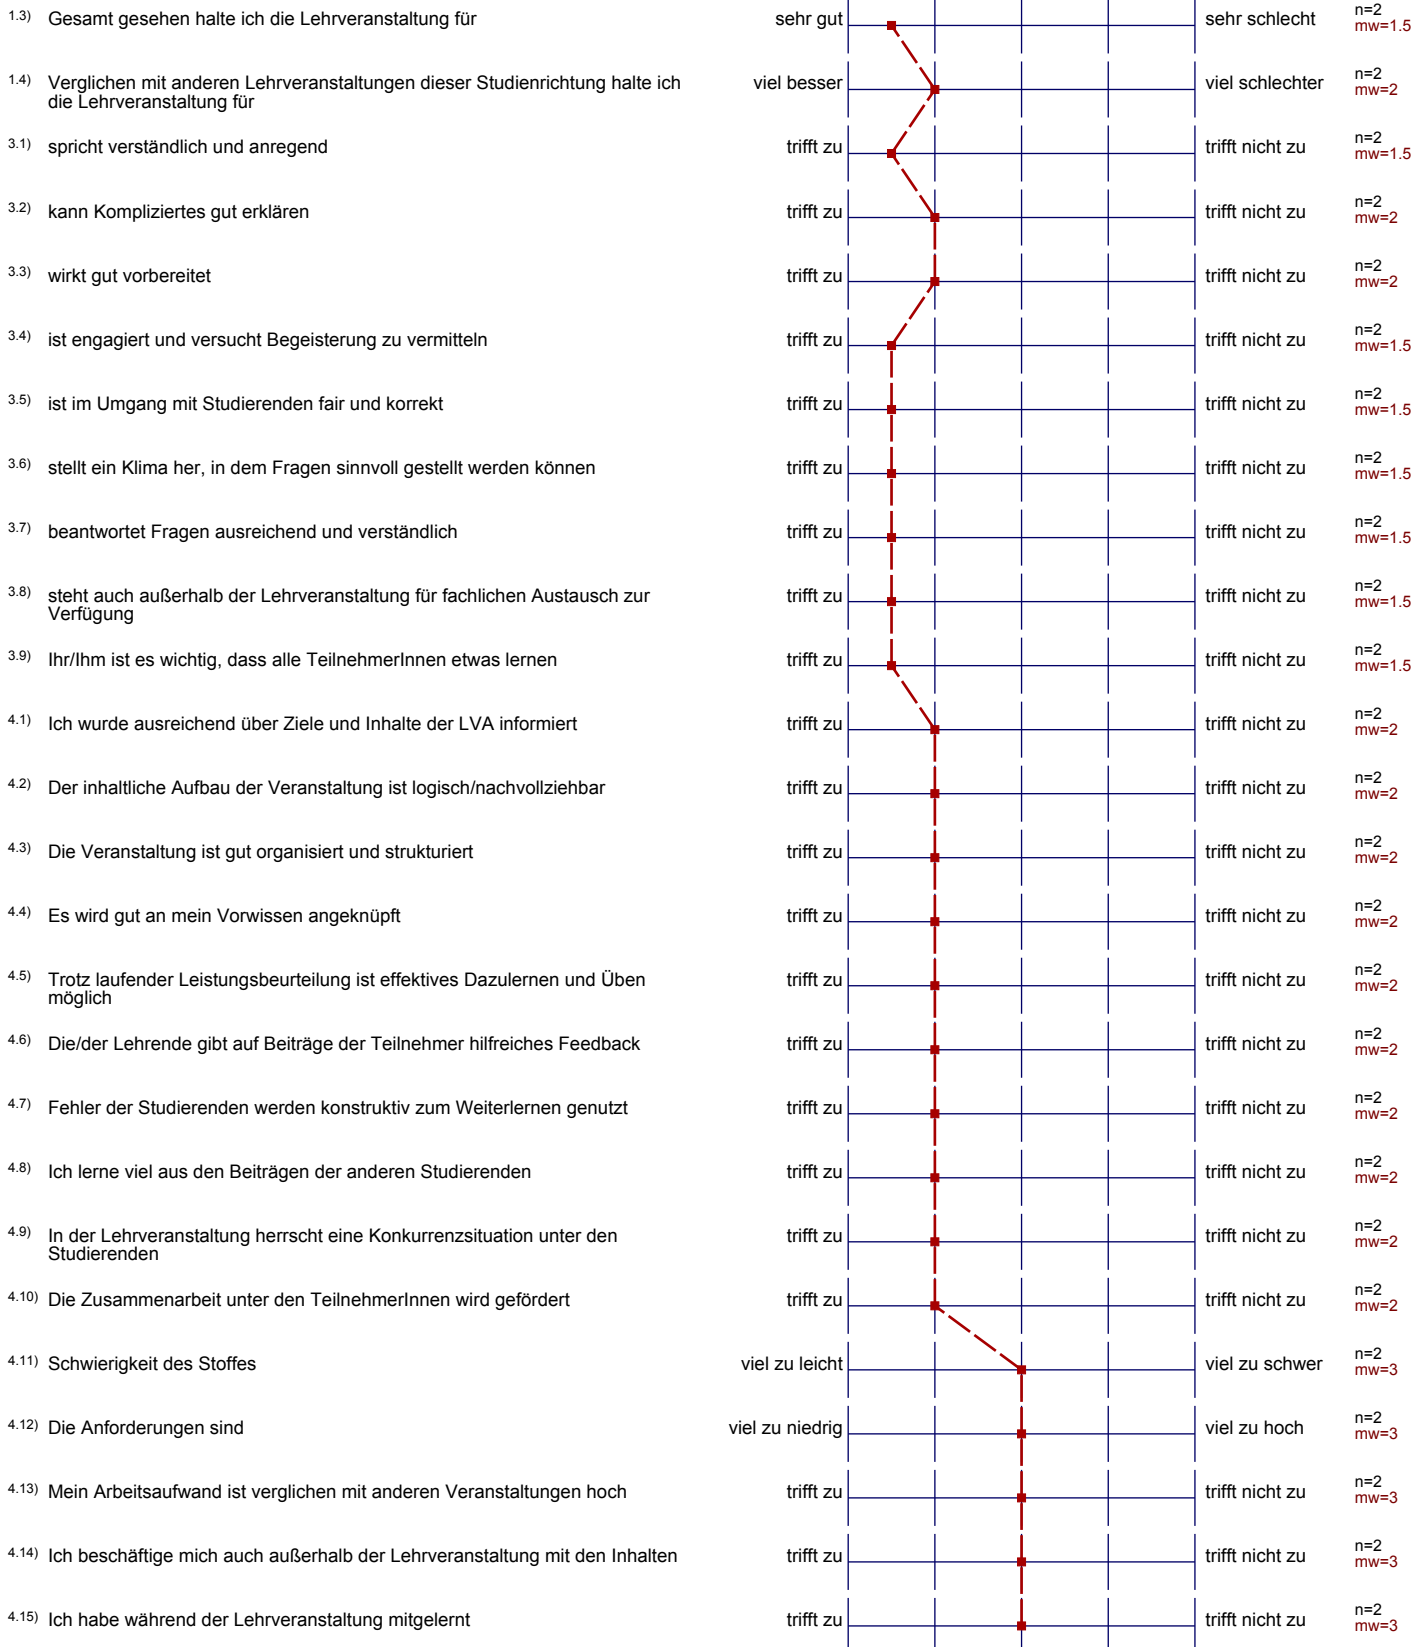 1.3) Gesamt gesehen halte ich die Lehrveranstaltung für sehr gut sehr schlecht n=2
mw=1.5
1.4) Verglichen mit anderen Lehrveranstaltungen dieser Studienrichtung halte ich viel besser viel schlechter n=2
die Lehrveranstaltung für mw=2
3.1) spricht verständlich und anregend trifft zu trifft nicht zu n=2
mw=1.5
3.2) kann Kompliziertes gut erklären trifft zu trifft nicht zu n=2
mw=2
3.3) wirkt gut vorbereitet trifft zu trifft nicht zu n=2
mw=2
3.4) ist engagiert und versucht Begeisterung zu vermitteln trifft zu trifft nicht zu n=2
mw=1.5
3.5) ist im Umgang mit Studierenden fair und korrekt trifft zu trifft nicht zu n=2
mw=1.5
3.6) stellt ein Klima her, in dem Fragen sinnvoll gestellt werden können trifft zu trifft nicht zu n=2
mw=1.5
3.7) beantwortet Fragen ausreichend und verständlich trifft zu trifft nicht zu n=2
mw=1.5
3.8) steht auch außerhalb der Lehrveranstaltung für fachlichen Austausch zur trifft zu trifft nicht zu n=2
Verfügung mw=1.5
3.9) Ihr/Ihm ist es wichtig, dass alle TeilnehmerInnen etwas lernen trifft zu trifft nicht zu n=2
mw=1.5
4.1) Ich wurde ausreichend über Ziele und Inhalte der LVA informiert trifft zu trifft nicht zu n=2
mw=2
4.2) Der inhaltliche Aufbau der Veranstaltung ist logisch/nachvollziehbar trifft zu trifft nicht zu n=2
mw=2
4.3) Die Veranstaltung ist gut organisiert und strukturiert trifft zu trifft nicht zu n=2
mw=2
4.4) Es wird gut an mein Vorwissen angeknüpft trifft zu trifft nicht zu n=2
mw=2
4.5) Trotz laufender Leistungsbeurteilung ist effektives Dazulernen und Üben trifft zu trifft nicht zu n=2
möglich mw=2
4.6) Die/der Lehrende gibt auf Beiträge der Teilnehmer hilfreiches Feedback trifft zu trifft nicht zu n=2
mw=2
4.7) Fehler der Studierenden werden konstruktiv zum Weiterlernen genutzt trifft zu trifft nicht zu n=2
mw=2
4.8) Ich lerne viel aus den Beiträgen der anderen Studierenden trifft zu trifft nicht zu n=2
mw=2
4.9) In der Lehrveranstaltung herrscht eine Konkurrenzsituation unter den trifft zu trifft nicht zu n=2
Studierenden mw=2
4.10) Die Zusammenarbeit unter den TeilnehmerInnen wird gefördert trifft zu trifft nicht zu n=2
mw=2
4.11) Schwierigkeit des Stoffes viel zu leicht viel zu schwer n=2
mw=3
4.12) Die Anforderungen sind viel zu niedrig viel zu hoch n=2
mw=3
4.13) Mein Arbeitsaufwand ist verglichen mit anderen Veranstaltungen hoch trifft zu trifft nicht zu n=2
mw=3
4.14) Ich beschäftige mich auch außerhalb der Lehrveranstaltung mit den Inhalten trifft zu trifft nicht zu n=2
mw=3
4.15) Ich habe während der Lehrveranstaltung mitgelernt trifft zu trifft nicht zu n=2
mw=3